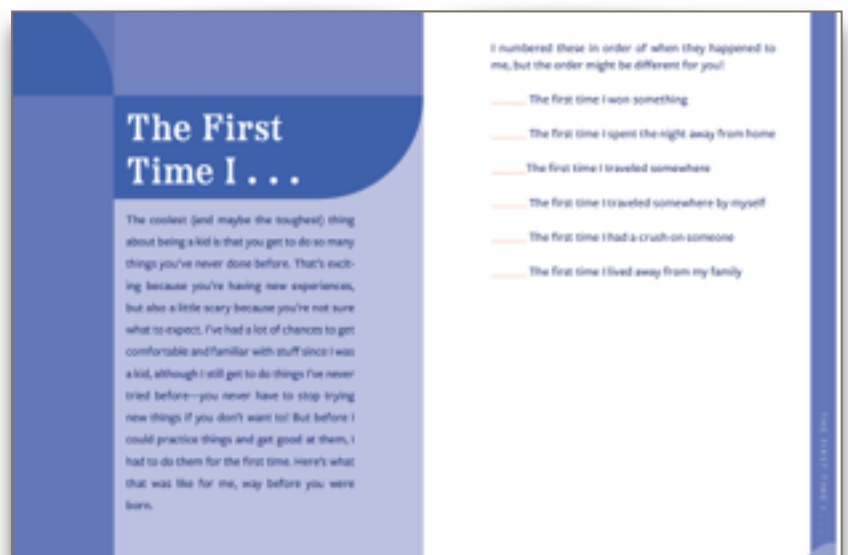 The First
Time I . . .
The coolest (and maybe the toughest) thing
about being a kid is that you get to do so many
things you've never done before. That's excit-
ing because you're having new experiences,
but also a little scary because you're not sure
what to expect. I've had a lot of chances to get
comfortable and familiar with stuff since I was
a kid, although I still get to do things I've never
tried before—you never have to stop trying
new things if you don't want to! But before I
could practice things and get good at them, I
had to do them for the first time. Here's what
that was like for me, way before you were
born.
I numbered these in order of when they happened to
me, but the order might be different for you!
______ The first time I won something
______ The first time I spent the night away from home
______ The first time I traveled somewhere
______ The first time I traveled somewhere by myself
______ The first time I had a crush on someone
______ The first time I lived away from my family
THE FIRST TIME I . . .